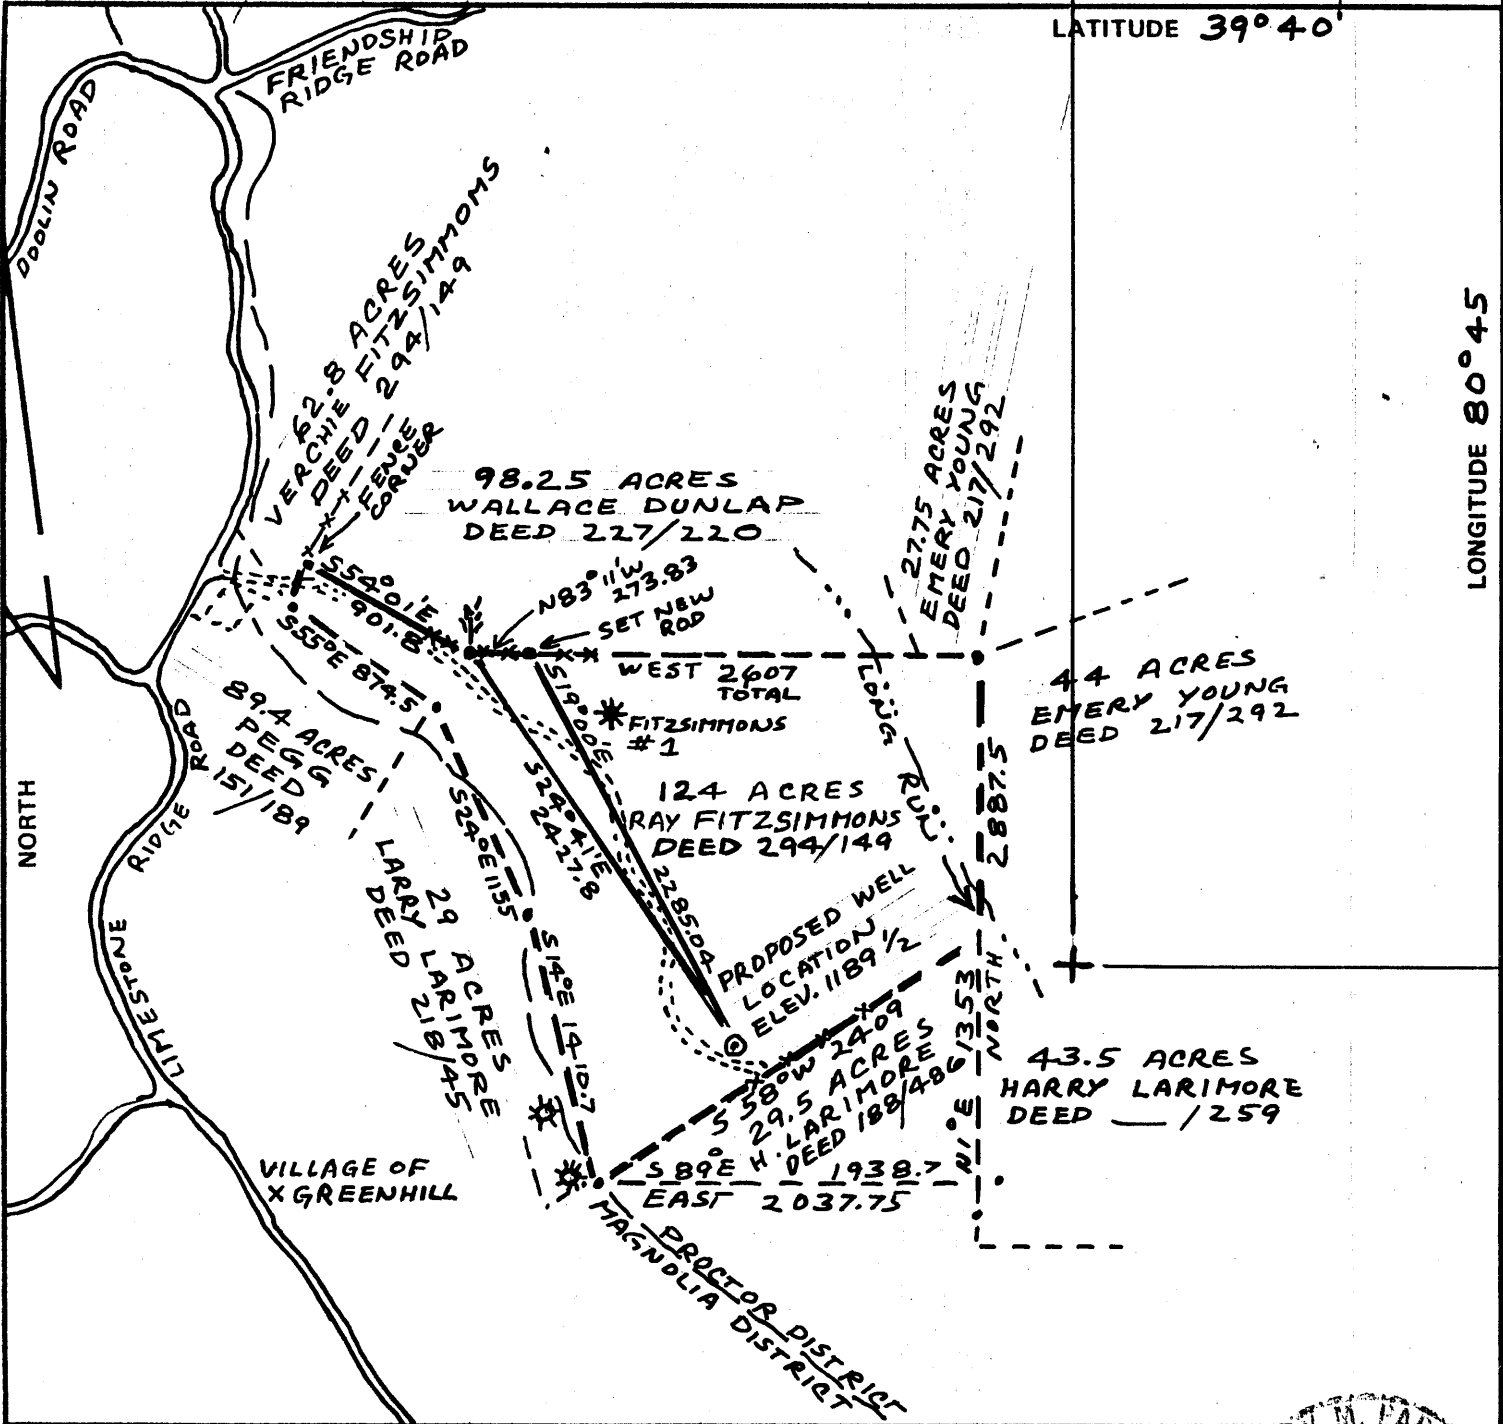 LATITUDE 39°40'
LONGITUDE 80°45
FRIENDSHIP
RIDGE ROAD
DOOLIN ROAD
62.8 ACRES
VERCHIE FITZSIMMOMS
DEED 294/149
FENCE
CORNER
98.25 ACRES
WALLACE DUNLAP
DEED 227/220
27.75 ACRES
EMERY YOUNG
DEED 217/292
S54°01'E
901.8
N83°11'W
273.83
SET NEW
ROD
S55°E 874.5
WEST 2607
TOTAL
S19°00'E
2285.04
FITZSIMMONS
#1
LONG RUN
44 ACRES
EMERY YOUNG
DEED 217/292
89.4 ACRES
PEGG
DEED
151/189
NORTH
LIMESTONE RIDGE ROAD
S24°E 1155
S24°41'E
2427.8
124 ACRES
RAY FITZSIMMONS
DEED 294/149
NORTH 2887.5
29 ACRES
LARRY LARIMORE
DEED 218/45
S14°E 1410.7
PROPOSED WELL
LOCATION
ELEV. 1189 1/2
S 58°W 2409
29.5 ACRES
H. LARIMORE
DEED 188/486
N1°E 1353
43.5 ACRES
HARRY LARIMORE
DEED ___ /259
VILLAGE OF
X GREENHILL
S 89°E 1938.7
EAST 2037.75
PROCTOR DISTRICT
MAGNOLIA DISTRICT